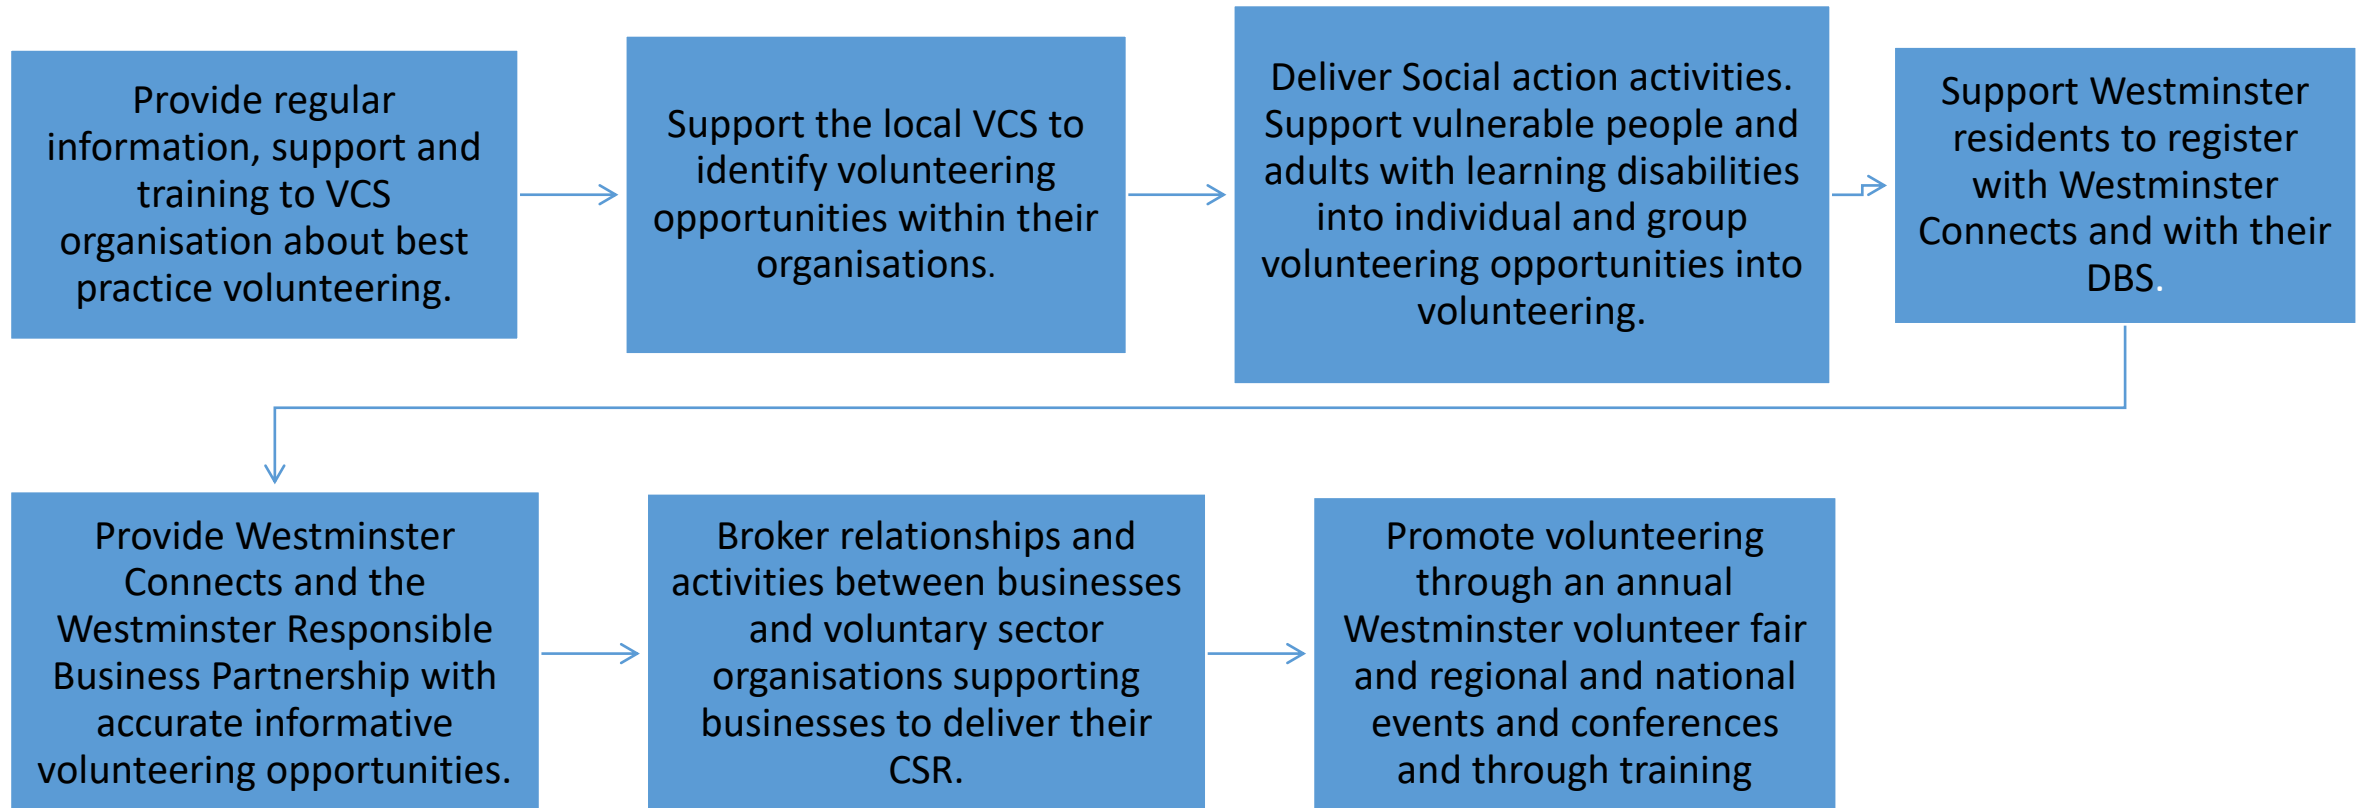 Provide regular
information, support and
training to VCS
organisation about best
practice volunteering.
Support the local VCS to
identify volunteering
opportunities within their
organisations.
Deliver Social action activities.
Support vulnerable people and
adults with learning disabilities
into individual and group
volunteering opportunities into
volunteering.
Support Westminster
residents to register
with Westminster
Connects and with their
DBS.
Provide Westminster
Connects and the
Westminster Responsible
Business Partnership with
accurate informative
volunteering opportunities.
Broker relationships and
activities between businesses
and voluntary sector
organisations supporting
businesses to deliver their
CSR.
Promote volunteering
through an annual
Westminster volunteer fair
and regional and national
events and conferences
and through training